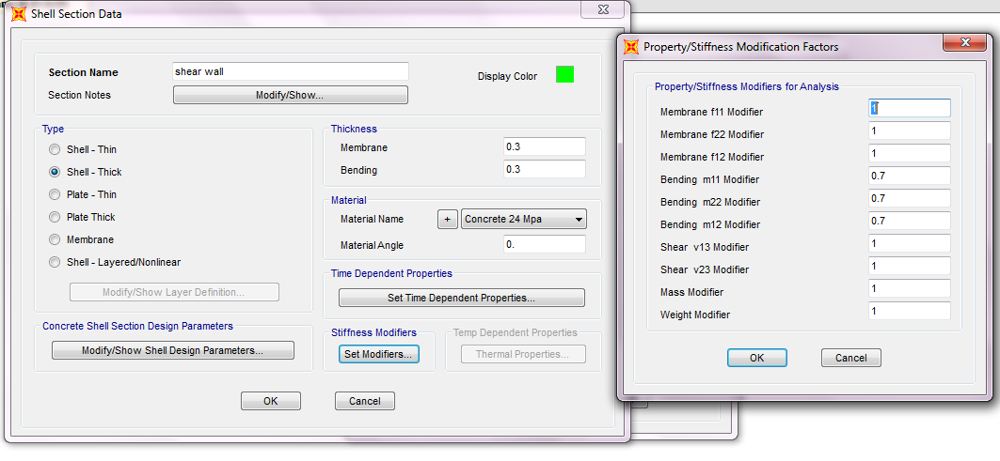 Shell Section Data
Section Name shear wall
Display Color
Section Notes Modify/Show...
Type
Shell - Thin
Shell - Thick
Plate - Thin
Plate Thick
Membrane
Shell - Layered/Nonlinear
Modify/Show Layer Definition...
Concrete Shell Section Design Parameters
Modify/Show Shell Design Parameters...
Thickness
Membrane 0.3
Bending 0.3
Material
Material Name + Concrete 24 Mpa
Material Angle 0.
Time Dependent Properties
Set Time Dependent Properties...
Stiffness Modifiers
Set Modifiers...
Temp Dependent Properties
Thermal Properties...
OK Cancel
Property/Stiffness Modification Factors
Property/Stiffness Modifiers for Analysis
Membrane f11 Modifier 1
Membrane f22 Modifier 1
Membrane f12 Modifier 1
Bending m11 Modifier 0.7
Bending m22 Modifier 0.7
Bending m12 Modifier 0.7
Shear v13 Modifier 1
Shear v23 Modifier 1
Mass Modifier 1
Weight Modifier 1
OK Cancel